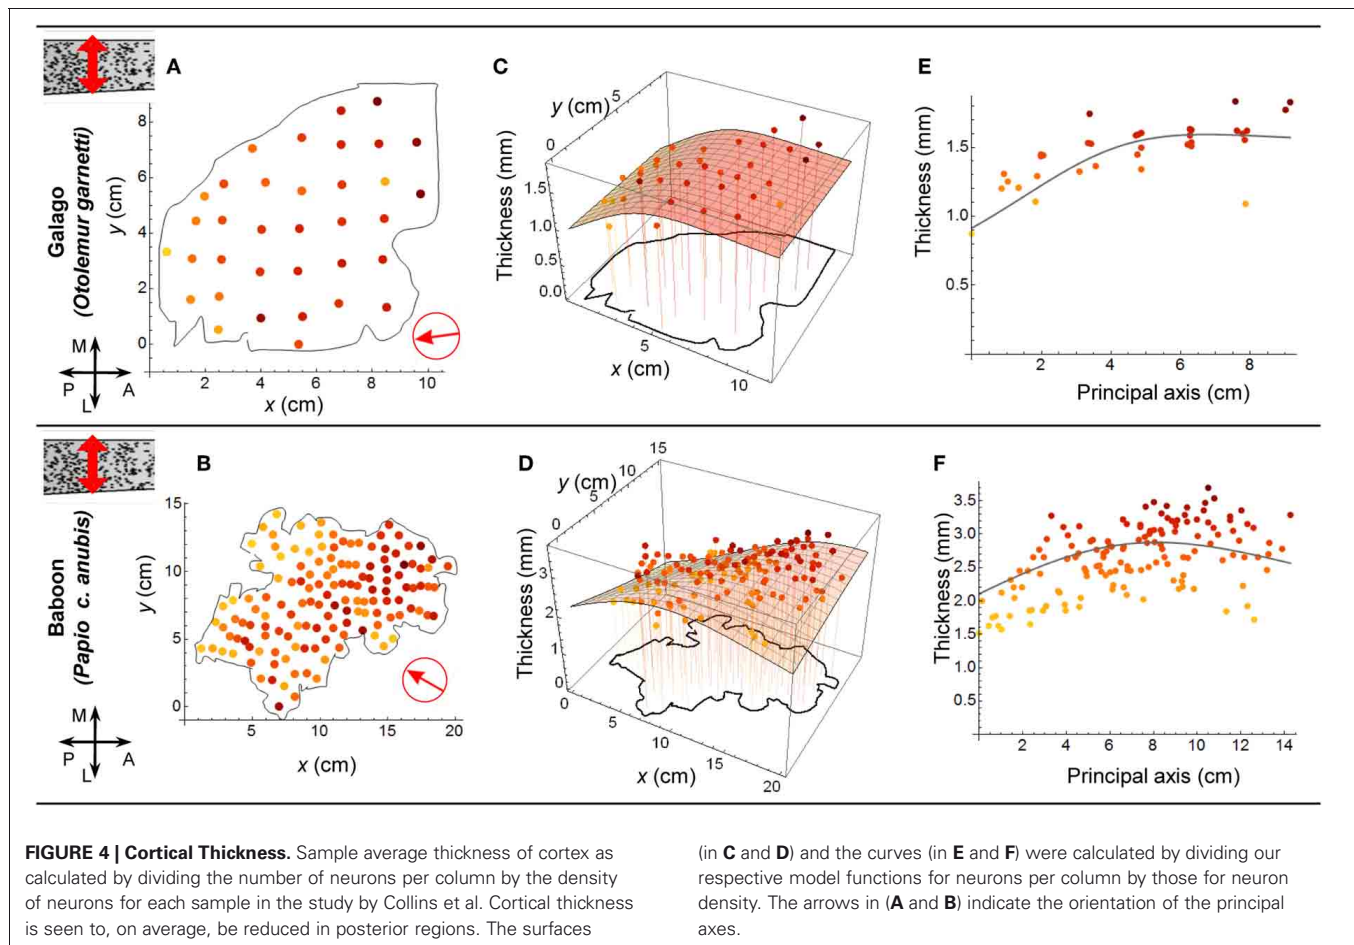 A
C
E
Galago
(Otolemur garnettii)
y (cm)
8
6
4
2
0
2 4 6 8 10
x (cm)
M
P A
L
y (cm)
5
0
Thickness (mm)
1.5
1.0
0.5
0.0
5
10
x (cm)
Thickness (mm)
1.5
1.0
0.5
2 4 6 8
Principal axis (cm)
B
D
F
Baboon
(Papio c. anubis)
y (cm)
15
10
5
0
5 10 15 20
x (cm)
M
P A
L
15
10
y (cm)
5
0
Thickness (mm)
3
2
1
0
0
5
10
15
20
x (cm)
Thickness (mm)
3.5
3.0
2.5
2.0
1.5
1.0
0.5
2 4 6 8 10 12 14
Principal axis (cm)
FIGURE 4 | Cortical Thickness. Sample average thickness of cortex as
calculated by dividing the number of neurons per column by the density
of neurons for each sample in the study by Collins et al. Cortical thickness
is seen to, on average, be reduced in posterior regions. The surfaces
(in C and D) and the curves (in E and F) were calculated by dividing our
respective model functions for neurons per column by those for neuron
density. The arrows in (A and B) indicate the orientation of the principal
axes.